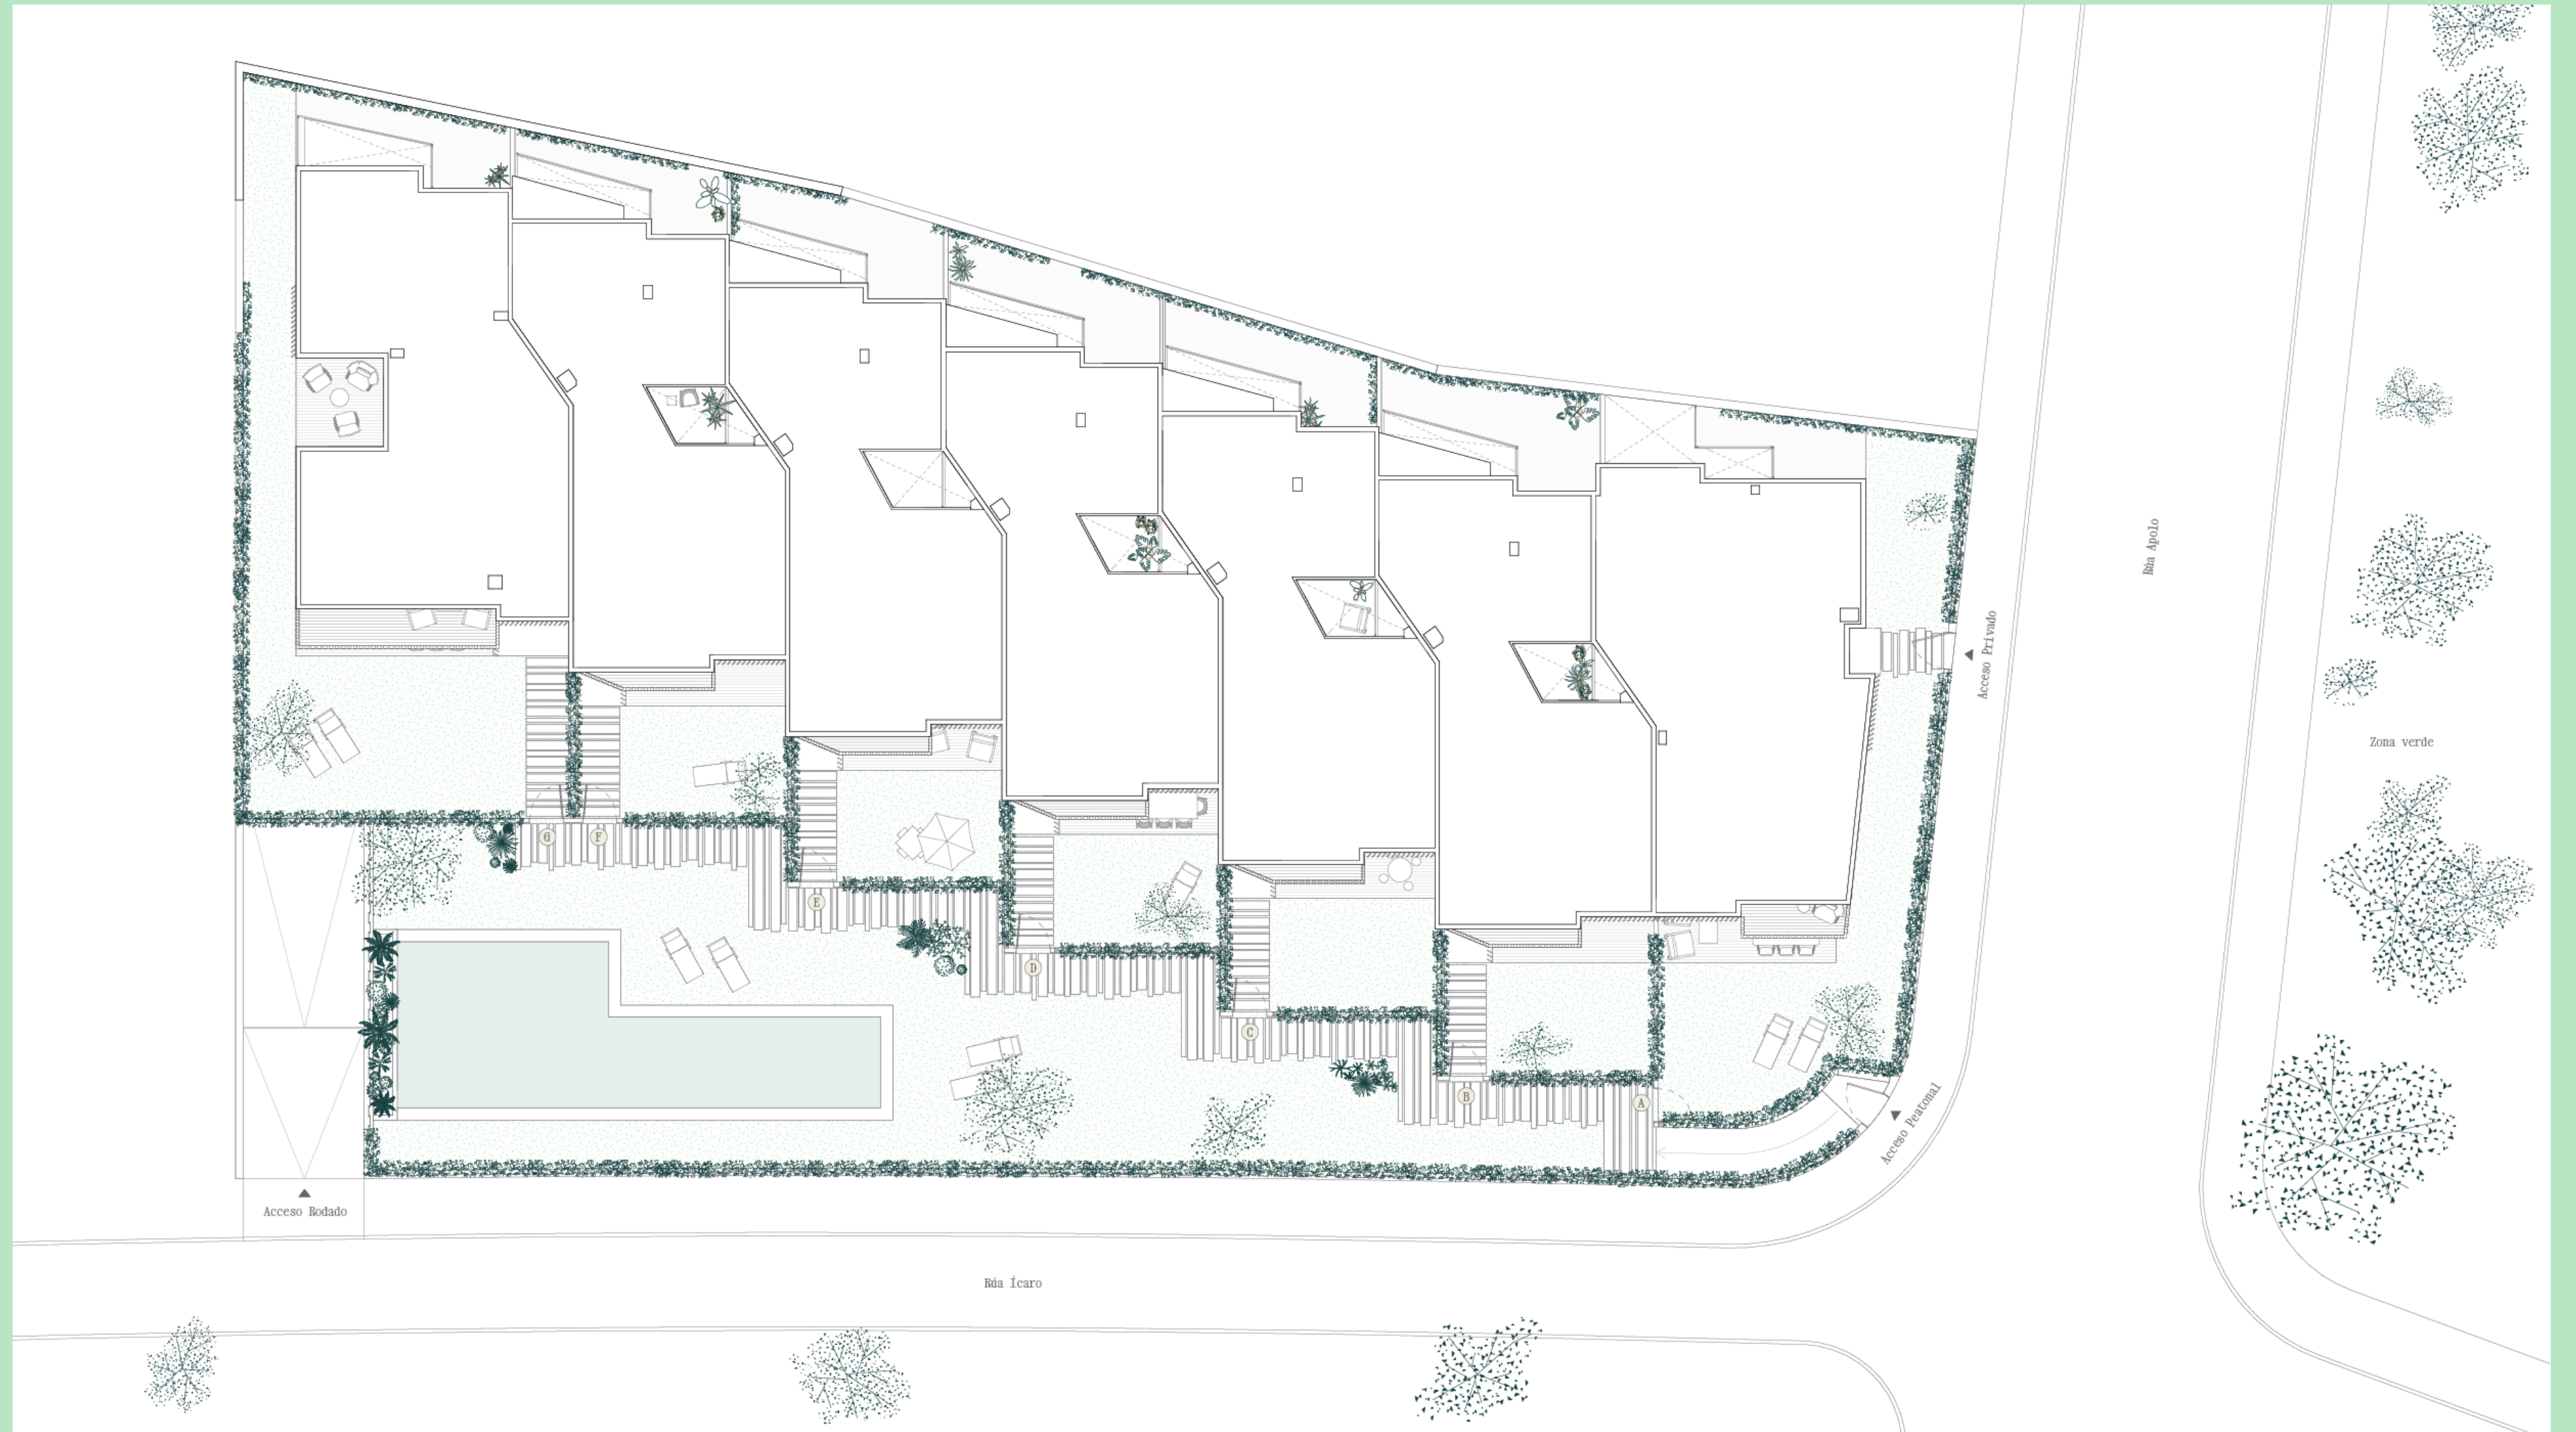 Rúa Apolo
Acceso Privado
Zona verde
G
F
E
D
C
B
A
Acceso Peatonal
Acceso Rodado
Rúa Ícaro